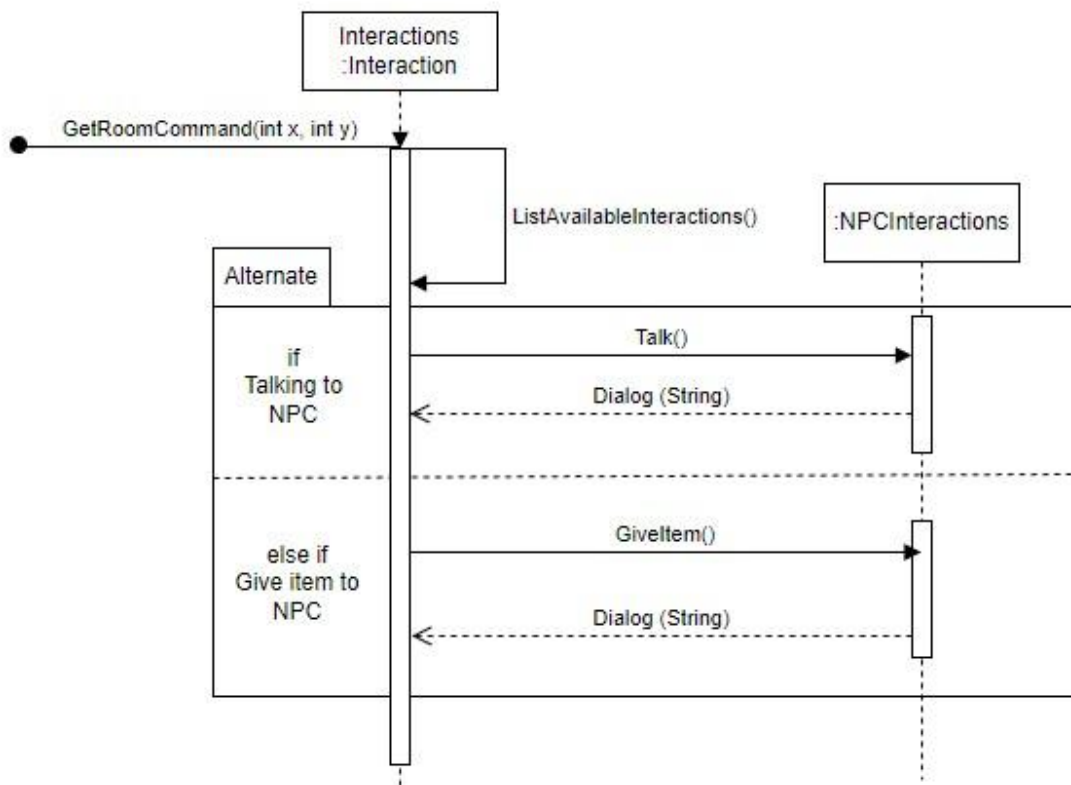 Interactions
:Interaction
GetRoomCommand(int x, int y)
ListAvailableInteractions()
:NPCInteractions
Alternate
if
Talking to
NPC
Talk()
Dialog (String)
else if
Give item to
NPC
GiveItem()
Dialog (String)